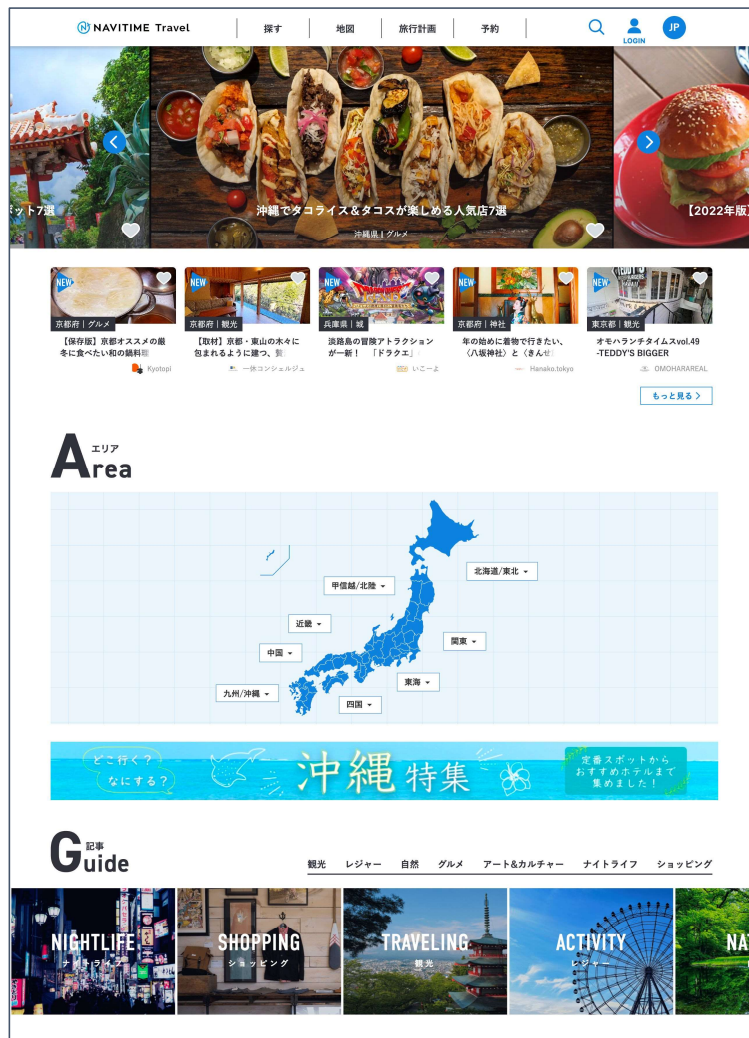 NAVITIME Travel
探す
地図
旅行計画
予約
LOGIN
JP
ット7選
沖縄でタコライス＆タコスが楽しめる人気店7選
沖縄県 | グルメ
【2022年版】
NEW
京都府 | グルメ
【保存版】京都オススメの厳
冬に食べたい和の鍋料理
Kyotopi
NEW
京都府 | 観光
【取材】京都・東山の木々に
包まれるように建つ、贅
一休コンシェルジュ
NEW
兵庫県 | 城
淡路島の冒険アトラクション
が一新！ 「ドラクエ」
いこーよ
NEW
京都府 | 神社
年の始めに着物で行きたい、
〈八坂神社〉と〈きんせ
Hanako.tokyo
NEW
東京都 | 観光
オモハランチタイムスvol.49
-TEDDY'S BIGGER
OMOHARAREAL
もっと見る
Area
エリア
北海道/東北
甲信越/北陸
近畿
関東
中国
東海
九州/沖縄
四国
どこ行く？
なにする？
沖縄特集
定番スポットから
おすすめホテルまで
集めました！
Guide
記事
観光
レジャー
自然
グルメ
アート&カルチャー
ナイトライフ
ショッピング
NIGHTLIFE
ナイトライフ
SHOPPING
ショッピング
TRAVELING
観光
ACTIVITY
レジャー
NA